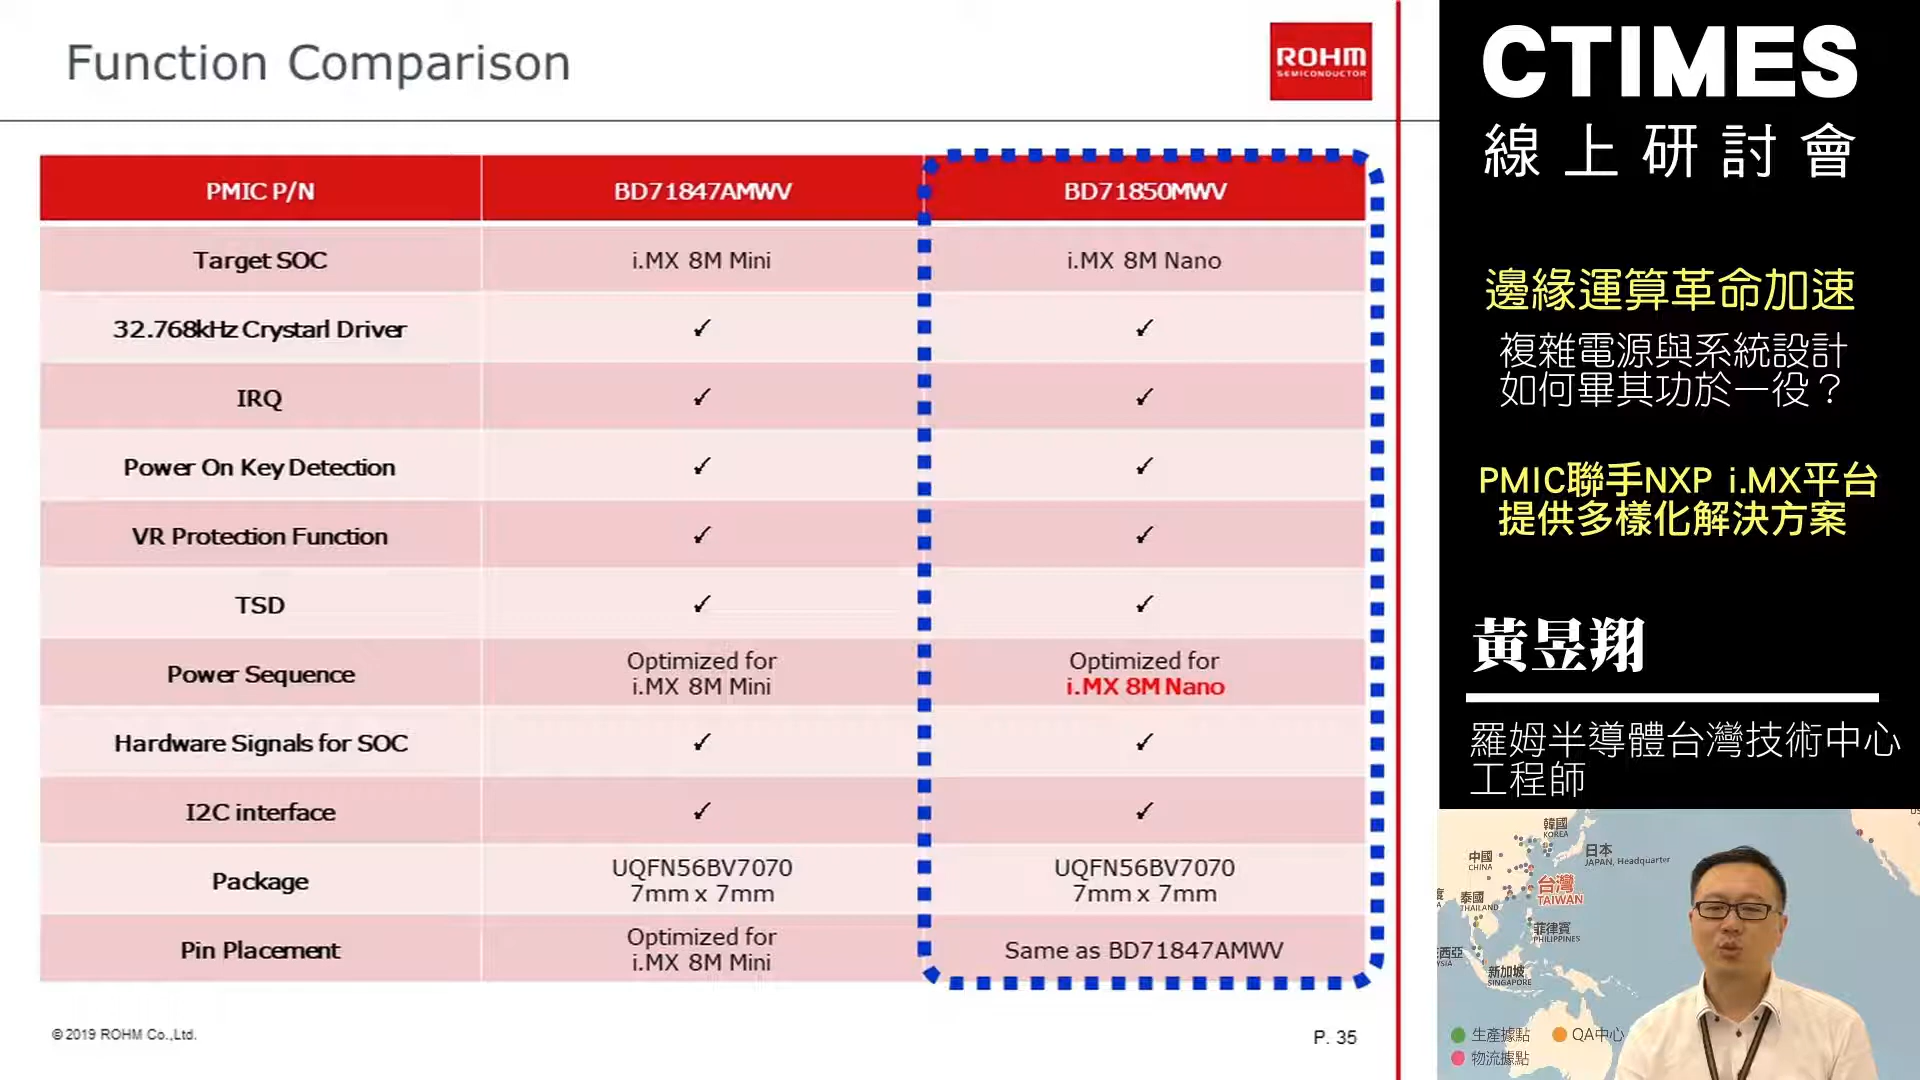 Function Comparison
ROHM
SEMICONDUCTOR
PMIC P/N BD71847AMWV BD71850MWV
Target SOC i.MX 8M Mini i.MX 8M Nano
32.768kHz Crystarl Driver ✓ ✓
IRQ ✓ ✓
Power On Key Detection ✓ ✓
VR Protection Function ✓ ✓
TSD ✓ ✓
Power Sequence Optimized for i.MX 8M Mini Optimized for i.MX 8M Nano
Hardware Signals for SOC ✓ ✓
I2C interface ✓ ✓
Package UQFN56BV7070 7mm x 7mm UQFN56BV7070 7mm x 7mm
Pin Placement Optimized for i.MX 8M Mini Same as BD71847AMWV
©2019 ROHM Co.,Ltd.
P. 35
CTIMES
線上研討會
邊緣運算革命加速
複雜電源與系統設計
如何畢其功於一役？
PMIC聯手NXP i.MX平台
提供多樣化解決方案
黃昱翔
羅姆半導體台灣技術中心
工程師
韓國
KOREA
日本
JAPAN, Headquarter
中國
CHINA
台灣
TAIWAN
泰國
THAILAND
菲律賓
PHILIPPINES
西亞
新加坡
SINGAPORE
生產據點
QA中心
物流據點